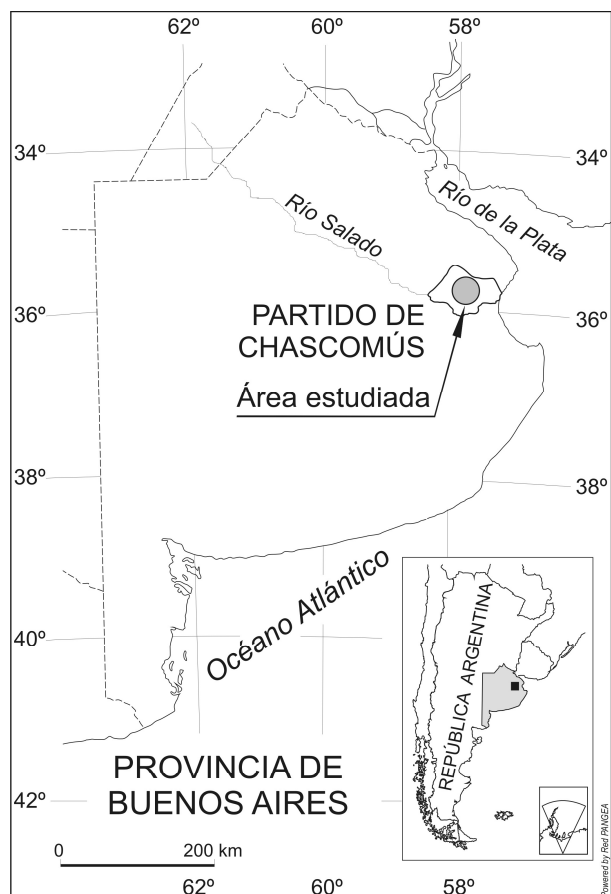 62º 60º 58º
34º
34º
Río Salado
Río de la Plata
36º
36º
PARTIDO DE
CHASCOMÚS
Área estudiada
38º
38º
Océano Atlántico
REPÚBLICA ARGENTINA
40º
PROVINCIA DE
BUENOS AIRES
42º
0 200 km
62º 60º 58º
Powered by Red PANGEA